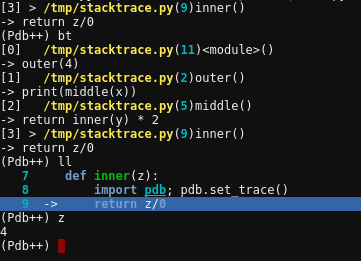 [3] > /tmp/stacktrace.py(9)inner()
-> return z/0
(Pdb++) bt
[0]   /tmp/stacktrace.py(11)<module>()
-> outer(4)
[1]   /tmp/stacktrace.py(2)outer()
-> print(middle(x))
[2]   /tmp/stacktrace.py(5)middle()
-> return inner(y) * 2
[3] > /tmp/stacktrace.py(9)inner()
-> return z/0
(Pdb++) ll
   7     def inner(z):
   8         import pdb; pdb.set_trace()
   9  ->     return z/0
(Pdb++) z
4
(Pdb++)